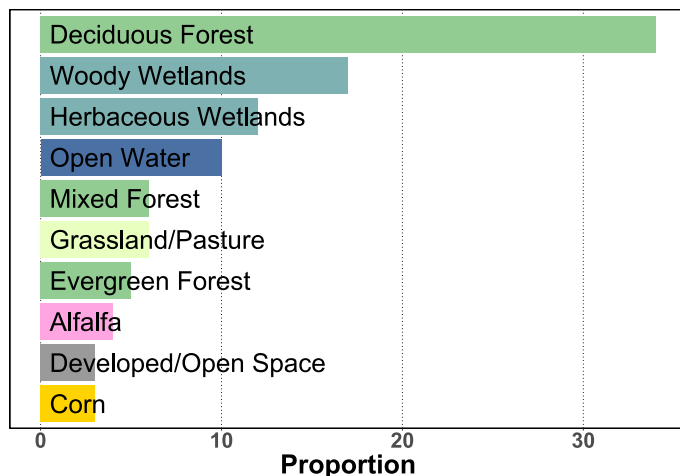 Deciduous Forest
Woody Wetlands
Herbaceous Wetlands
Open Water
Mixed Forest
Grassland/Pasture
Evergreen Forest
Alfalfa
Developed/Open Space
Corn
0 10 20 30
Proportion